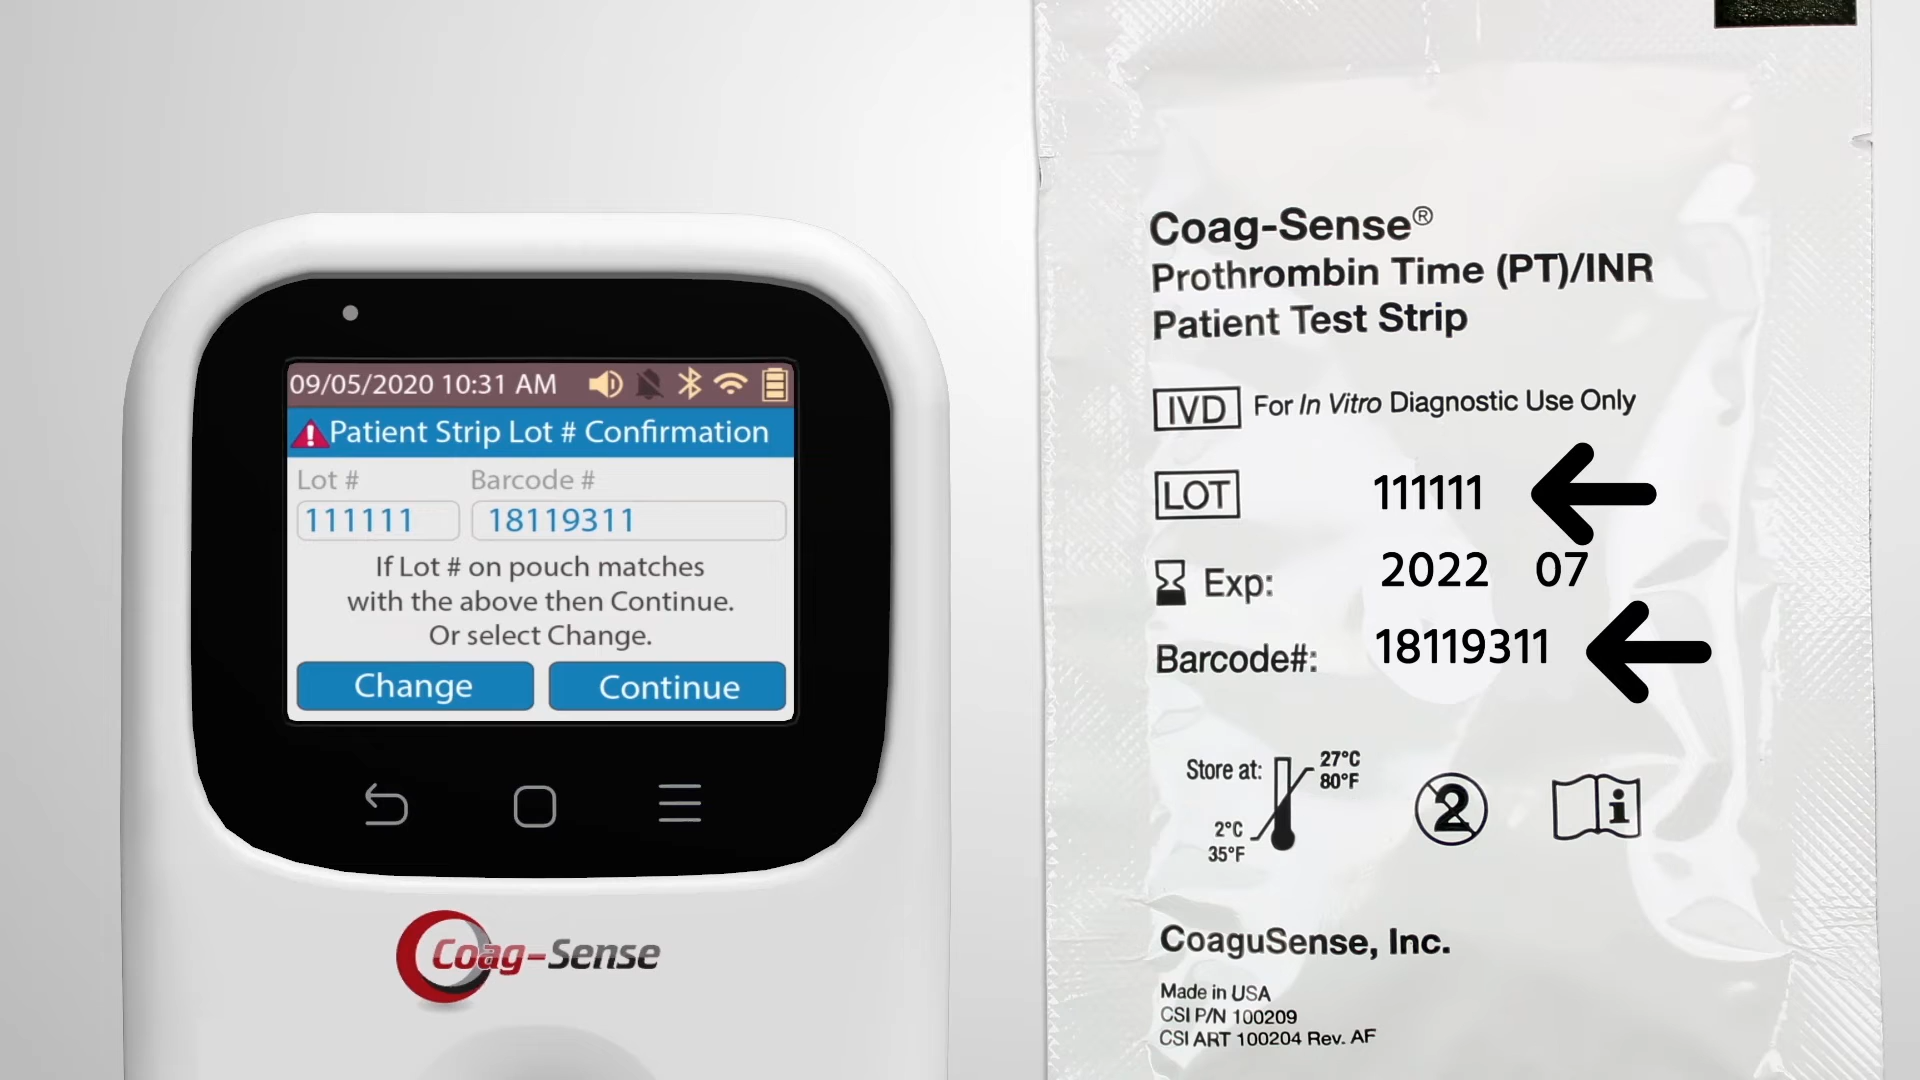 09/05/2020 10:31 AM
Patient Strip Lot # Confirmation
Lot # Barcode #
111111 18119311
If Lot # on pouch matches
with the above then Continue.
Or select Change.
Change Continue
Coag-Sense
Coag-Sense®
Prothrombin Time (PT)/INR
Patient Test Strip
IVD For In Vitro Diagnostic Use Only
LOT 111111
Exp: 2022 07
Barcode#: 18119311
Store at: 27°C
80°F
2°C
35°F
2
i
CoaguSense, Inc.
Made in USA
CSI P/N 100209
CSI ART 100204 Rev. AF